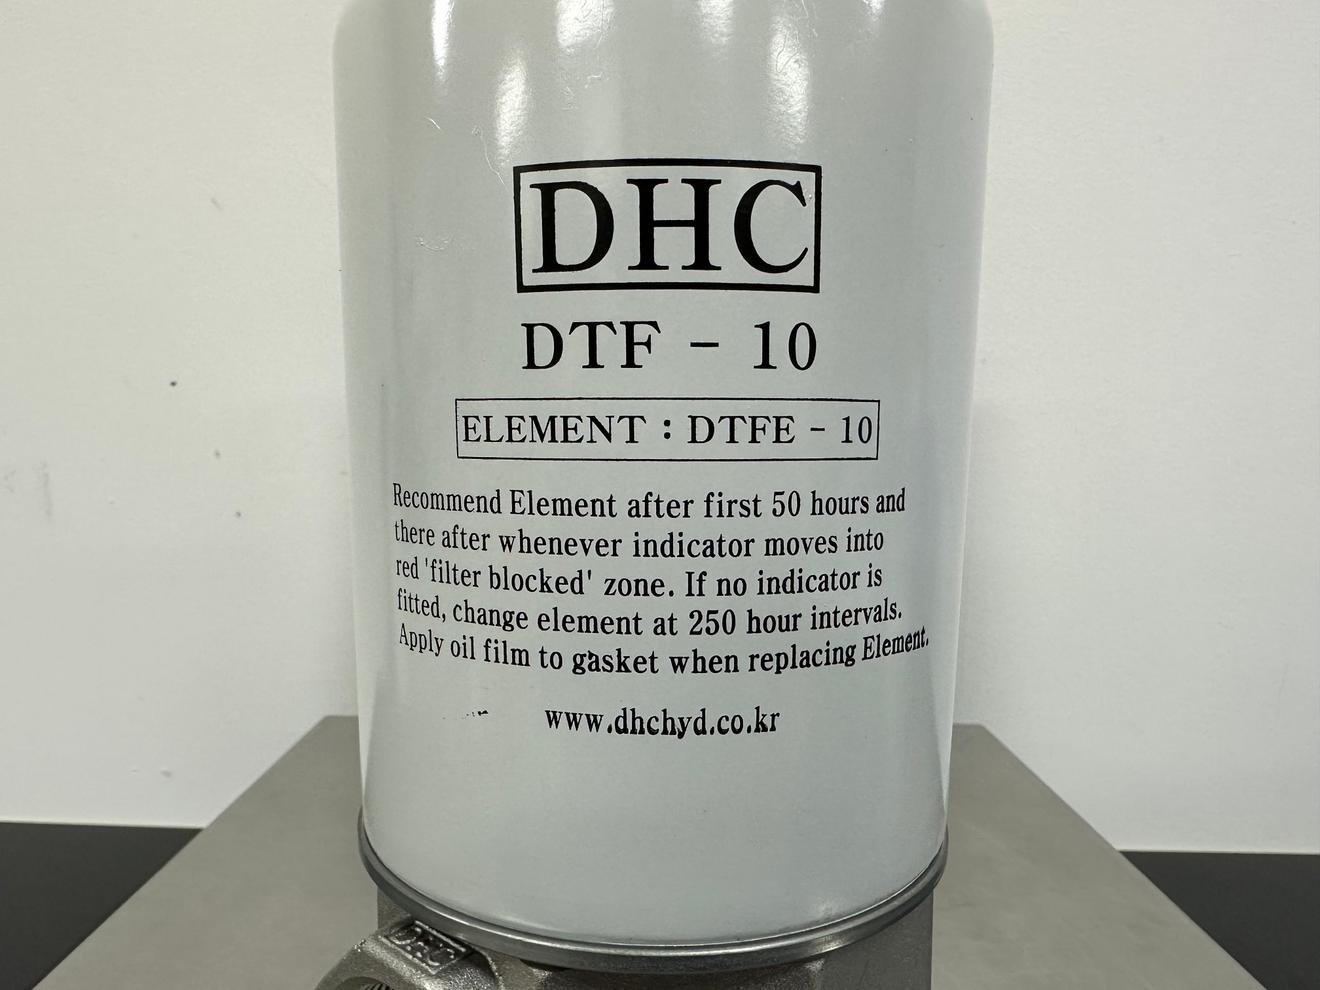 DHC
DTF - 10
ELEMENT : DTFE - 10
Recommend Element after first 50 hours and
there after whenever indicator moves into
red 'filter blocked' zone. If no indicator is
fitted, change element at 250 hour intervals.
Apply oil film to gasket when replacing Element.
www.dhchyd.co.kr
DHC